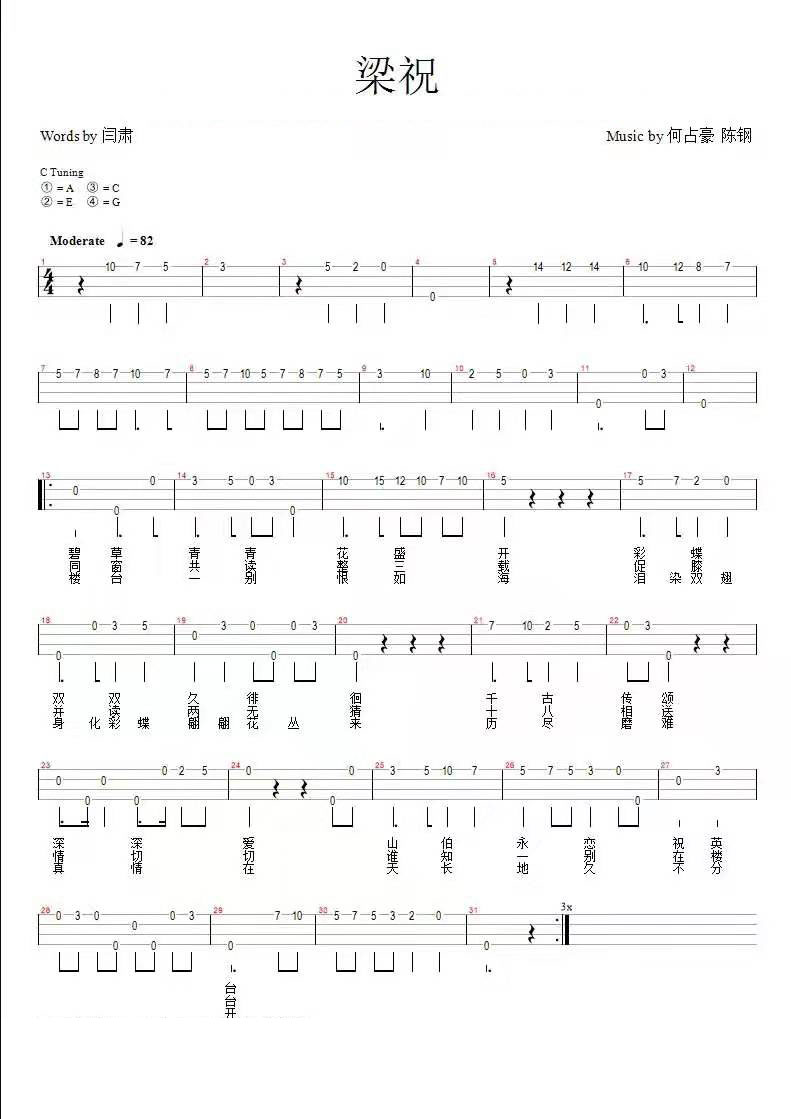 梁祝
Words by 闫肃
Music by 何占豪 陈钢
C Tuning
① = A ③ = C
② = E ④ = G
Moderate ♩ = 82
1 10 7 5 2 3 3 5 2 0 4 0 5 14 12 14 6 10 12 8 7
7 5 7 8 7 10 7 8 5 7 10 5 7 8 7 5 9 3 10 10 2 5 0 3 11 0 0 3 12 0
13 0 0 0 14 3 5 0 3 0 15 10 15 12 10 7 10 16 5 17 5 7 2 0
碧 草 青 青 花 盛 开 彩 蝶
同 窗 共 读 整 三 载 促 膝
楼 台 一 别 恨 如 海 泪 染 双 翅
18 0 0 3 5 19 0 3 0 0 0 3 20 0 21 7 10 2 5 22 0 3 0
双 双 久 徘 徊 千 古 传 颂
并 读 两 无 猜 十 八 相 送
身 化 彩 蝶 翩 翩 花 丛 来 历 尽 磨 难
23 0 0 0 0 0 2 5 24 0 0 0 25 3 5 10 7 26 5 7 5 3 0 0 27 0 3
深 深 爱 山 伯 永 恋 祝 英
情 切 切 谁 知 一 别 在 楼
真 情 在 天 长 地 久 不 分
28 0 3 0 0 0 0 0 3 29 0 7 10 30 5 7 5 3 2 0 31 0 3x
台
台
开